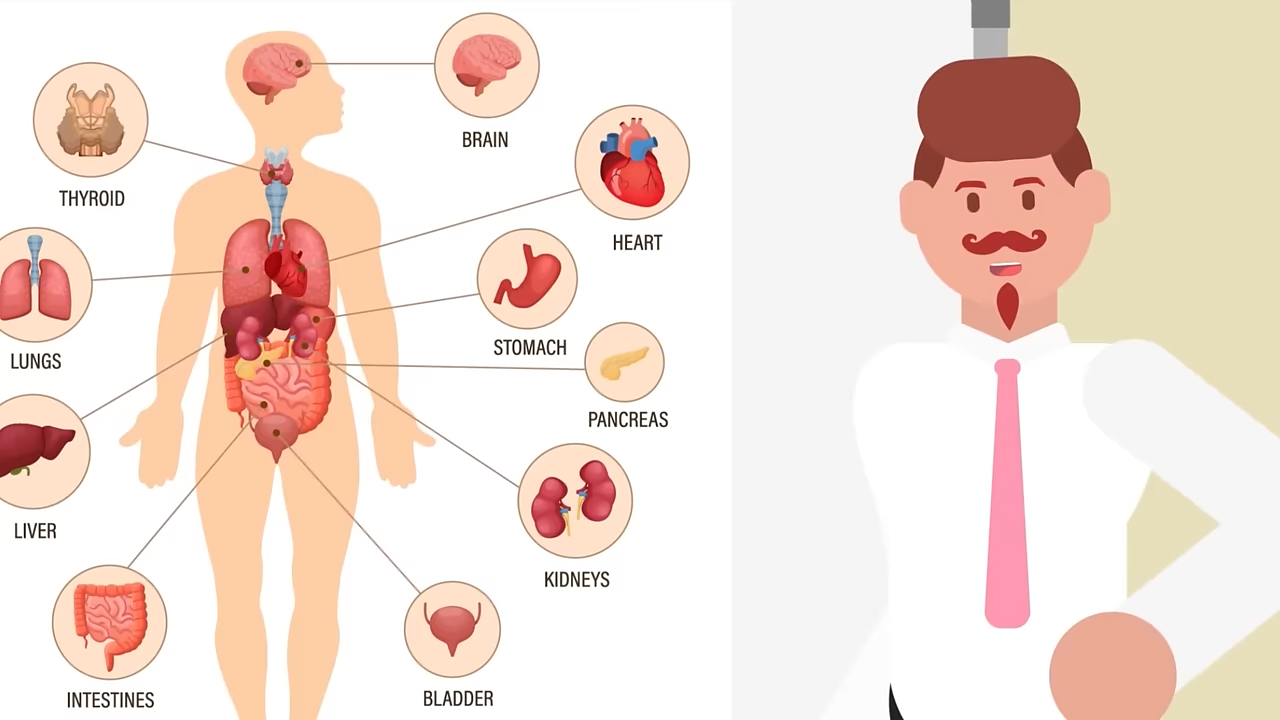 BRAIN
THYROID
HEART
STOMACH
LUNGS
PANCREAS
LIVER
KIDNEYS
INTESTINES
BLADDER